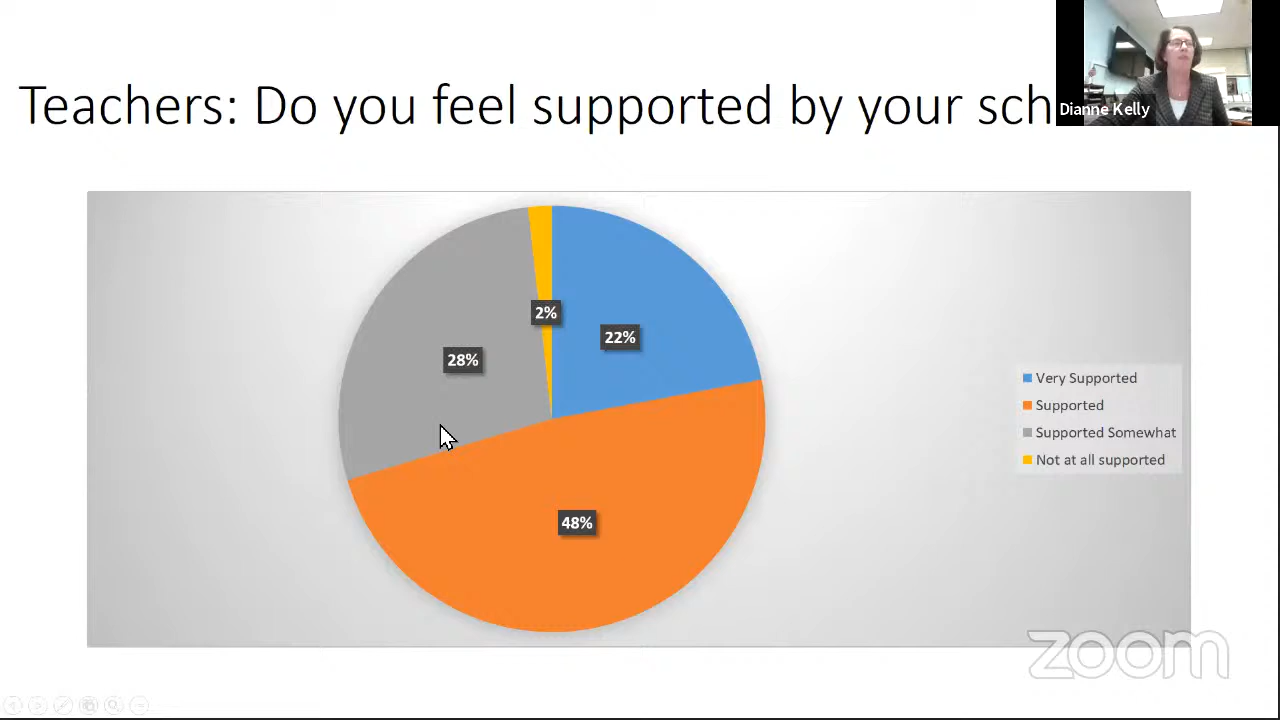 Teachers: Do you feel supported by your sch
Dianne Kelly
2%
22%
28%
48%
Very Supported
Supported
Supported Somewhat
Not at all supported
zoom